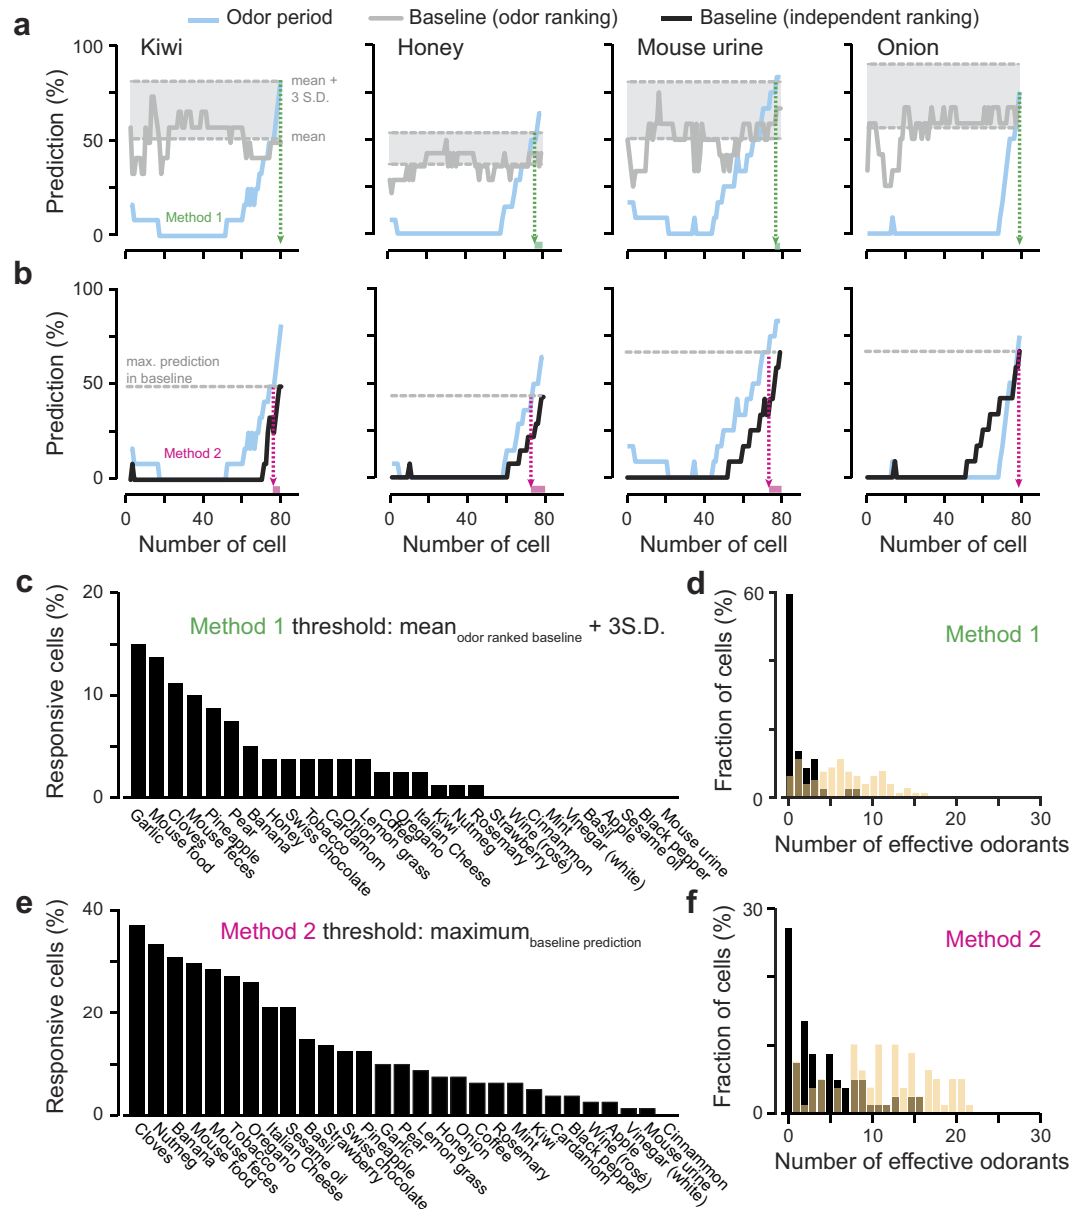 Odor period
Baseline (odor ranking)
Baseline (independent ranking)
a
Kiwi
Honey
Mouse urine
Onion
Prediction (%)
100
50
0
mean +
3 S.D.
mean
Method 1
b
Prediction (%)
100
50
0
max. prediction
in baseline
Method 2
0 40 80
0 40 80
0 40 80
0 40 80
Number of cell
Number of cell
Number of cell
Number of cell
c
Responsive cells (%)
20
10
0
Method 1 threshold: mean odor ranked baseline + 3S.D.
Garlic
Mouse food
Cloves
Mouse feces
Pineapple
Pear
Banana
Honey
Swiss chocolate
Tobacco
Cardamom
Onion
Lemon grass
Coffee
Oregano
Italian Cheese
Kiwi
Nutmeg
Rosemary
Strawberry
Wine (rosé)
Cinnammon
Mint
Vinegar (white)
Basil
Apple
Sesame oil
Black pepper
Mouse urine
d
Method 1
Fraction of cells (%)
60
0
0 10 20 30
Number of effective odorants
e
Responsive cells (%)
40
20
0
Method 2 threshold: maximum baseline prediction
Cloves
Nutmeg
Banana
Mouse food
Mouse feces
Tobacco
Oregano
Italian Cheese
Sesame oil
Basil
Strawberry
Swiss chocolate
Pineapple
Garlic
Pear
Lemon grass
Honey
Onion
Coffee
Rosemary
Mint
Kiwi
Cardamom
Black pepper
Wine (rosé)
Apple
Vinegar (white)
Mouse urine
Cinnammon
f
Method 2
Fraction of cells (%)
30
0
0 10 20 30
Number of effective odorants